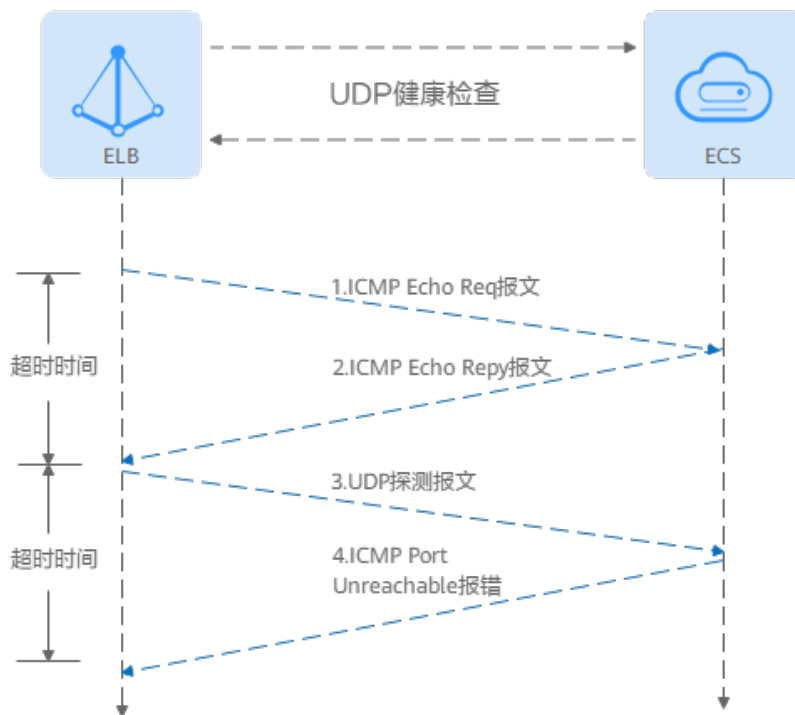 UDP健康检查
ELB
ECS
1.ICMP Echo Req报文
超时时间
2.ICMP Echo Repy报文
3.UDP探测报文
超时时间
4.ICMP Port
Unreachable报错